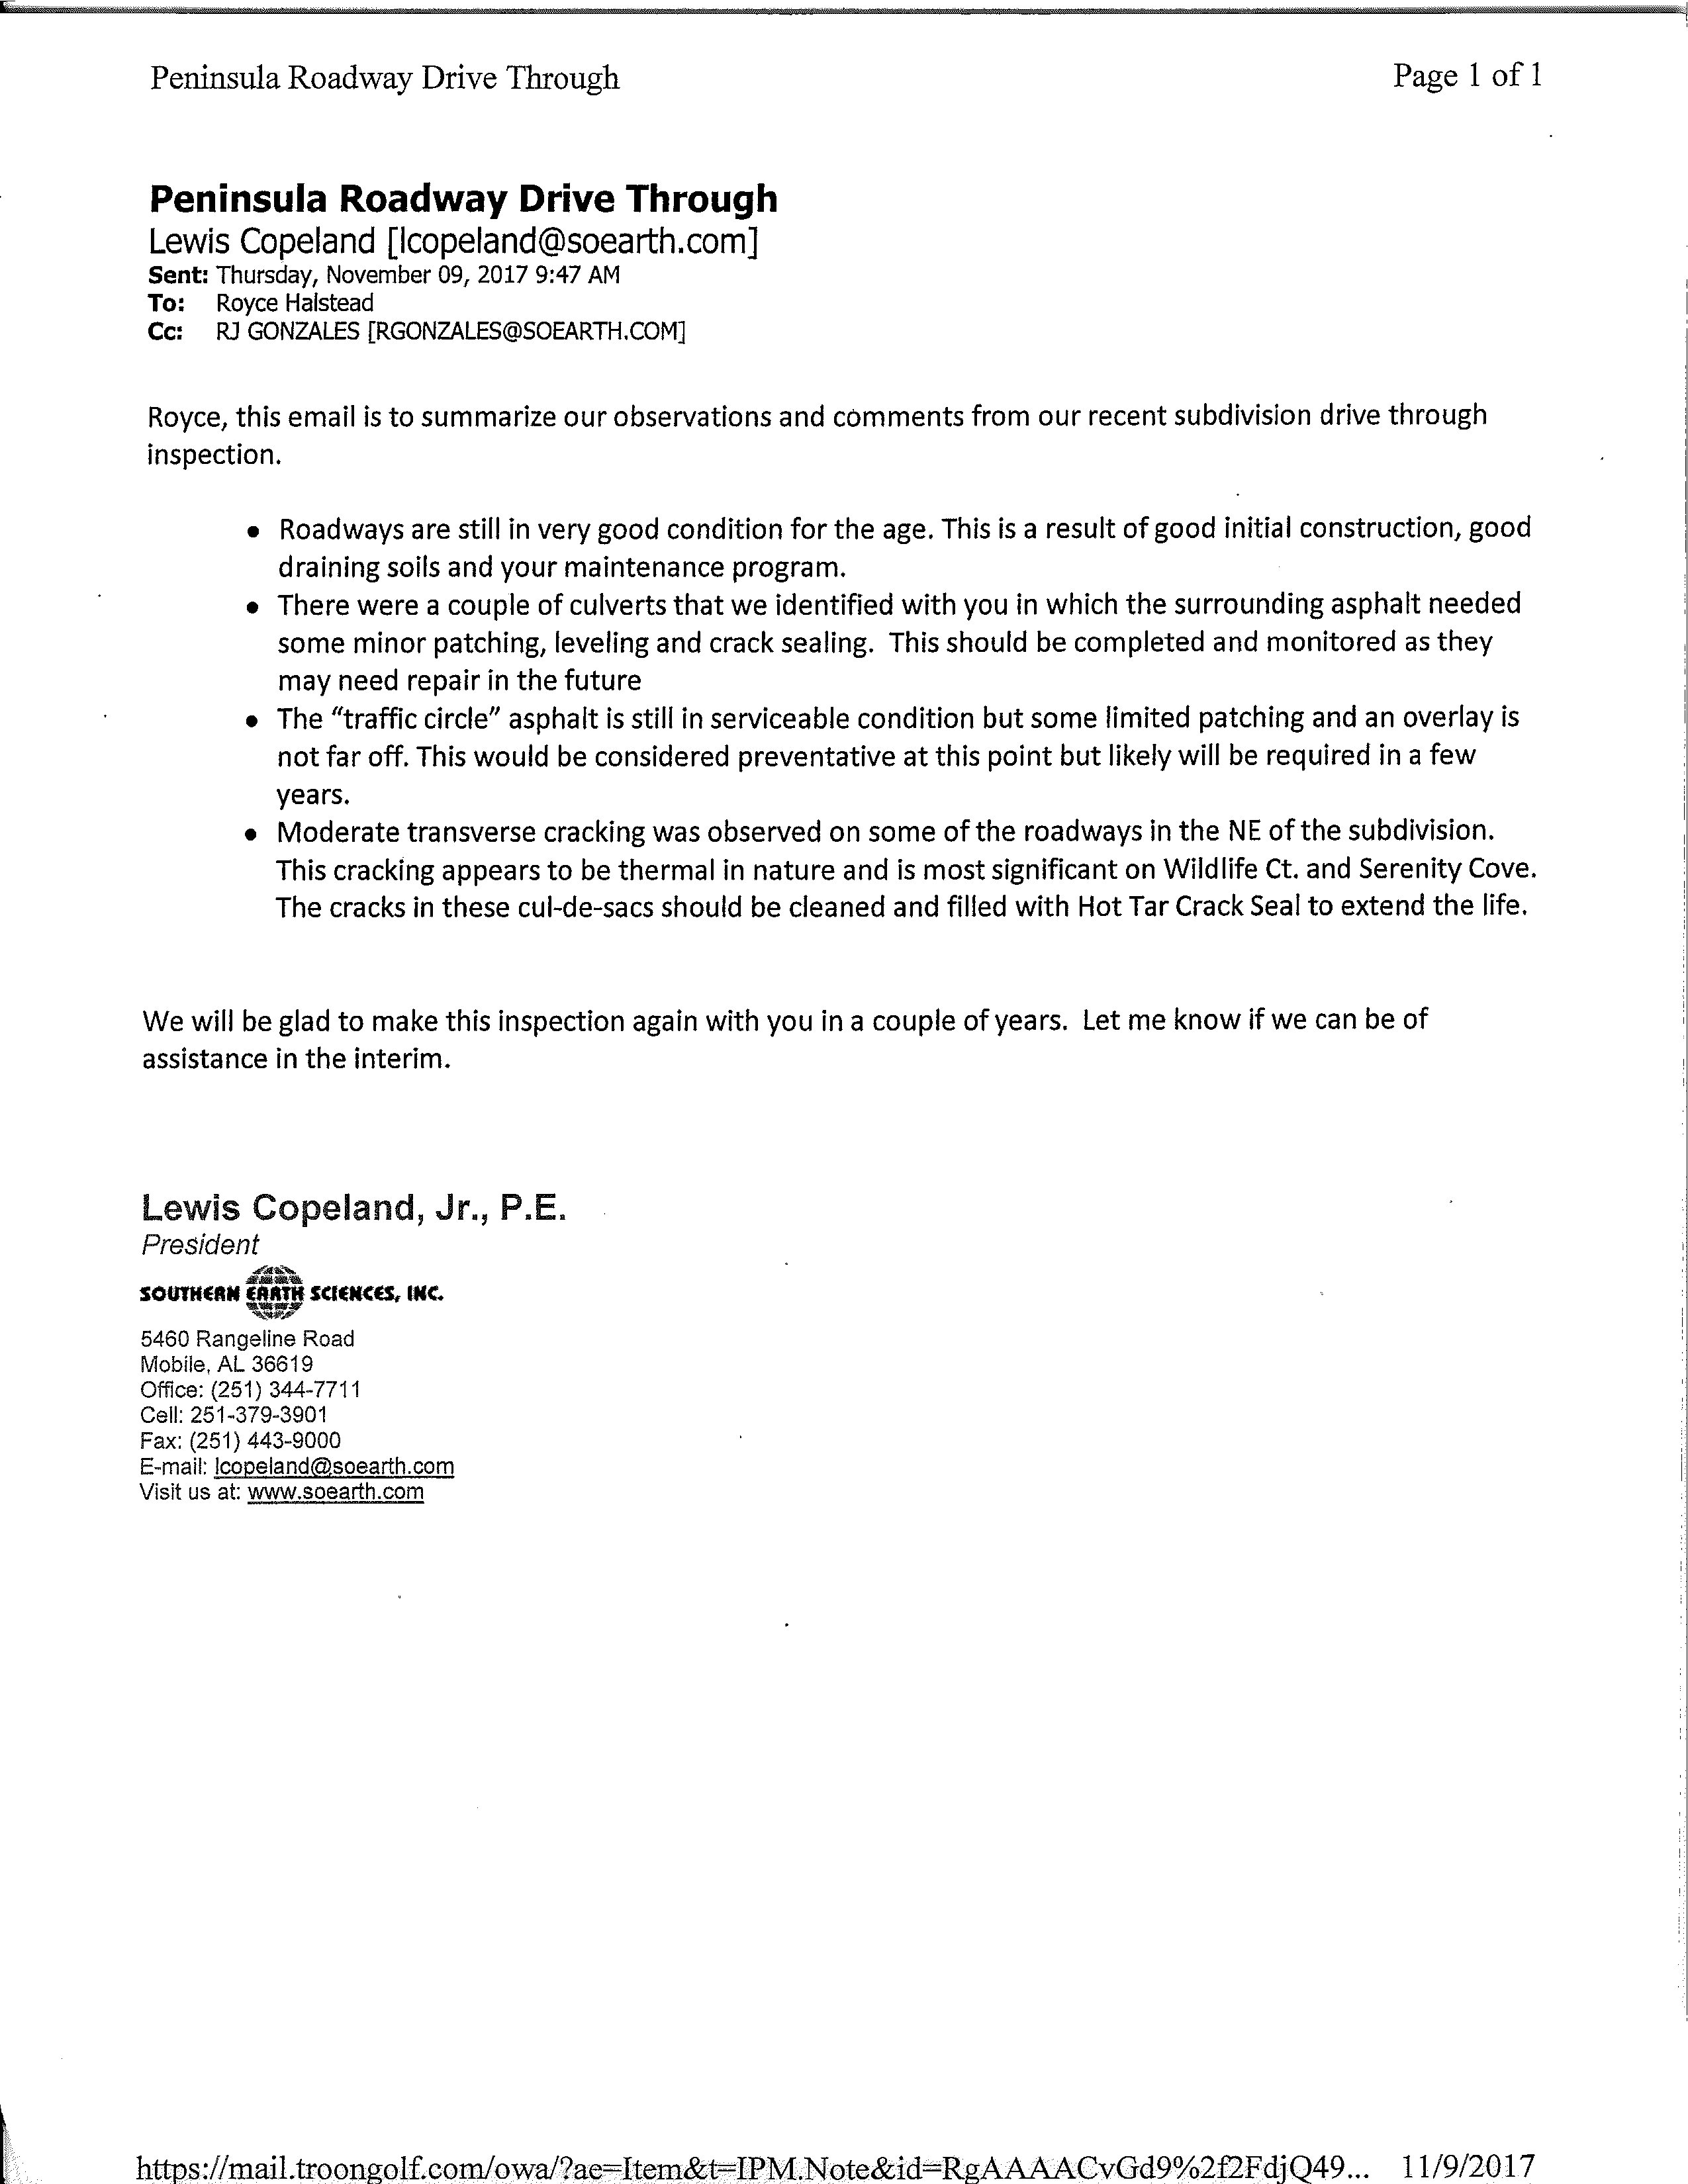 Peninsula Roadway Drive Through Page 1 of 1
Peninsula Roadway Drive Through
Lewis Copeland [lcopeland@soearth.com]
Sent: Thursday, November 09, 2017 9:47 AM
To: Royce Halstead
Cc: RJ GONZALES [RGONZALES@SOEARTH.COM]
Royce, this email is to summarize our observations and comments from our recent subdivision drive through
inspection.
• Roadways are still in very good condition for the age. This is a result of good initial construction, good
draining soils and your maintenance program.
• There were a couple of culverts that we identified with you in which the surrounding asphalt needed
some minor patching, leveling and crack sealing. This should be completed and monitored as they
may need repair in the future
• The “traffic circle” asphalt is still in serviceable condition but some limited patching and an overlay is
not far off. This would be considered preventative at this point but likely will be required in a few
years.
• Moderate transverse cracking was observed on some of the roadways in the NE of the subdivision.
This cracking appears to be thermal in nature and is most significant on Wildlife Ct. and Serenity Cove.
The cracks in these cul-de-sacs should be cleaned and filled with Hot Tar Crack Seal to extend the life.
We will be glad to make this inspection again with you in a couple of years. Let me know if we can be of
assistance in the interim.
Lewis Copeland, Jr., P.E.
President
SOUTHERN EARTH SCIENCES, INC.
5460 Rangeline Road
Mobile, AL 36619
Office: (251) 344-7711
Cell: 251-379-3901
Fax: (251) 443-9000
E-mail: lcopeland@soearth.com
Visit us at: www.soearth.com
https://mail.troongolf.com/owa/?ae=Item&t=IPM.Note&id=RgAAAACvGd9%2f2FdjQ49... 11/9/2017